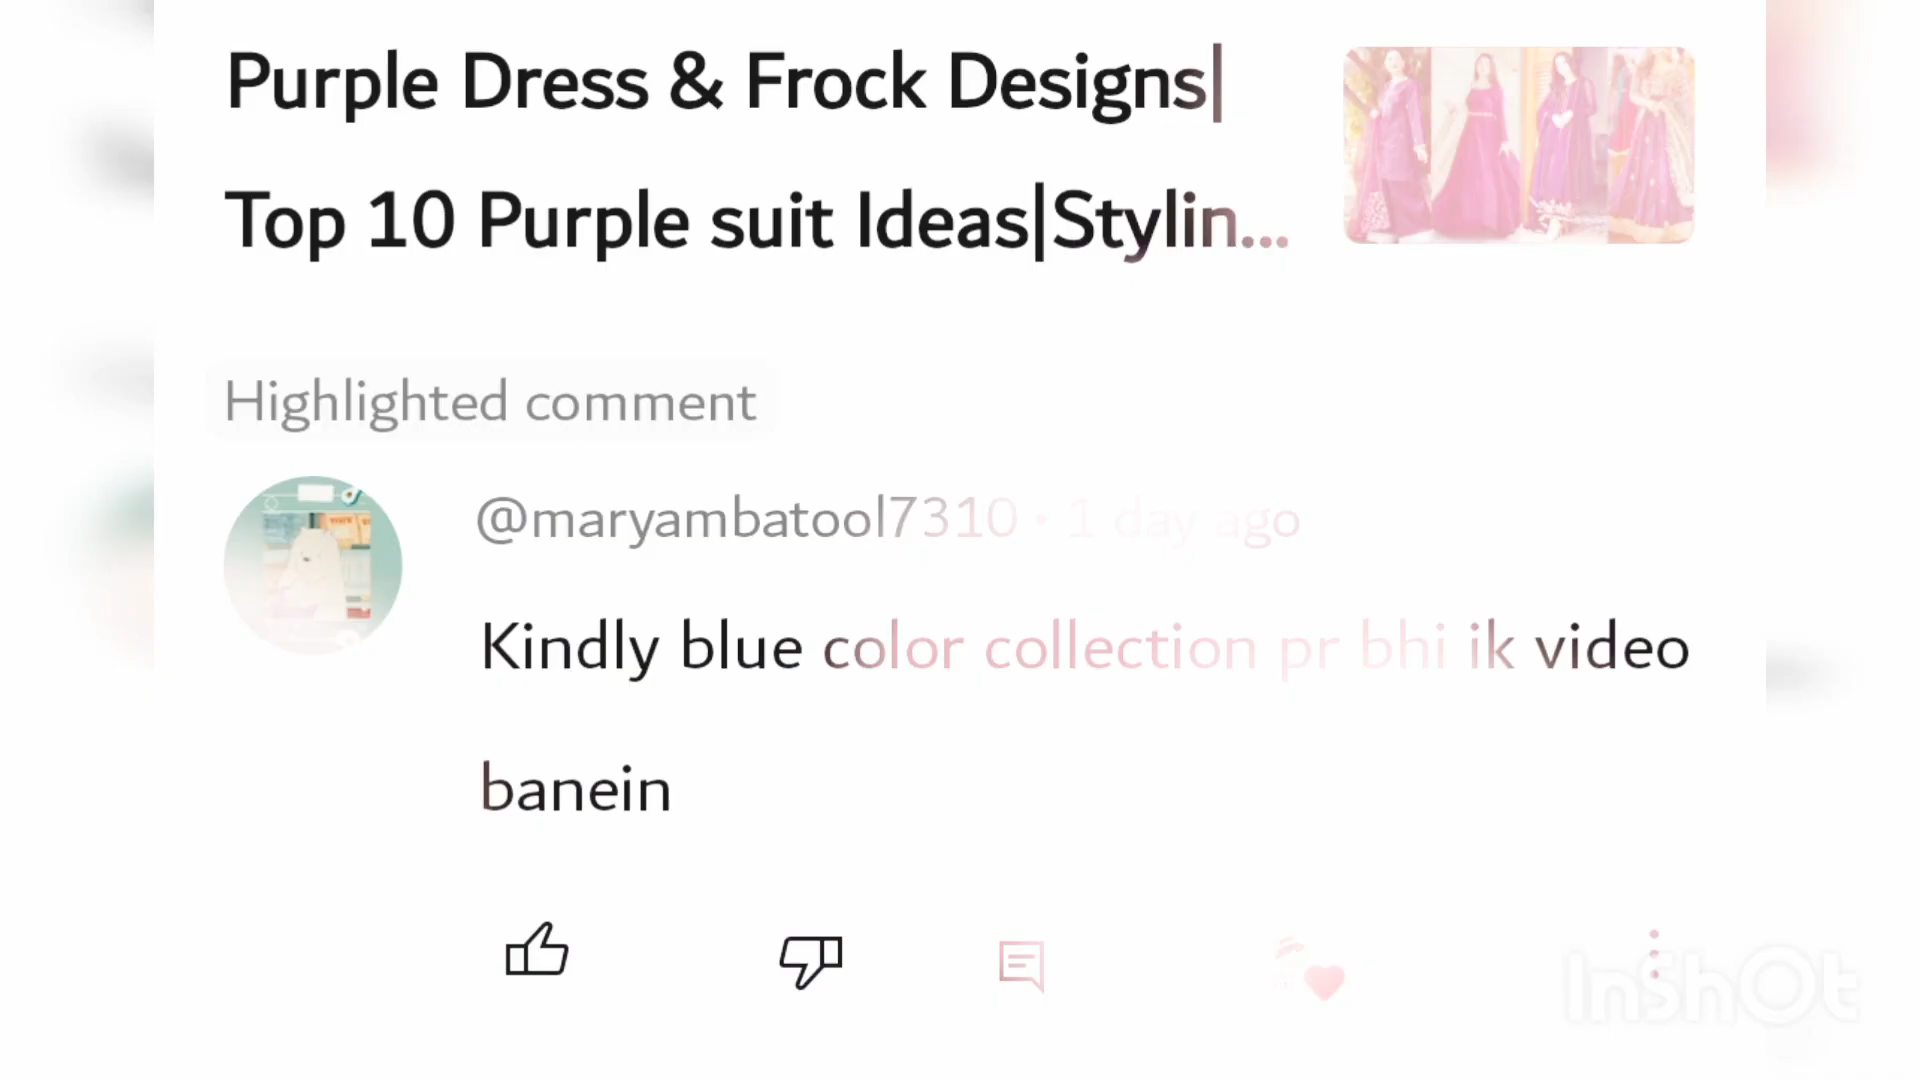 Purple Dress & Frock Designs|
Top 10 Purple suit Ideas|Stylin...
Highlighted comment
@maryambatool7310 · 1 day ago
Kindly blue color collection pr bhi ik video
banein
InShOt